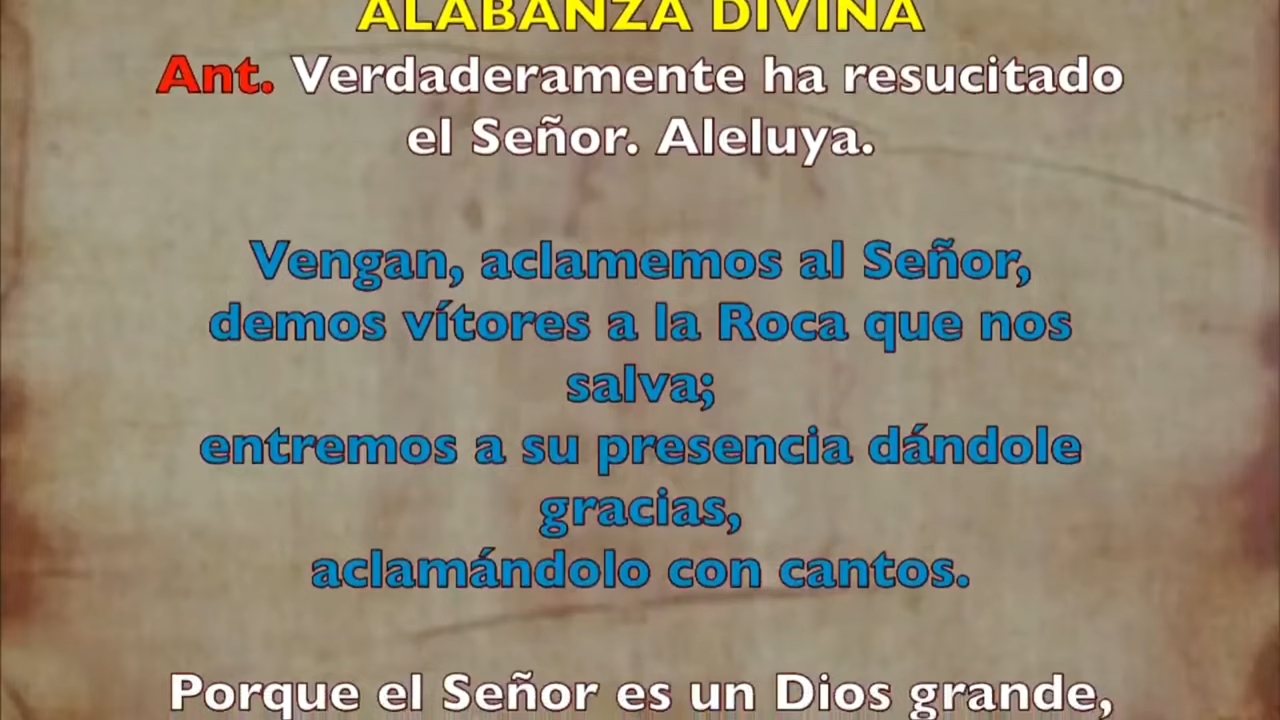 ALABANZA DIVINA
Ant. Verdaderamente ha resucitado
el Señor. Aleluya.
Vengan, aclamemos al Señor,
demos vítores a la Roca que nos
salva;
entremos a su presencia dándole
gracias,
aclamándolo con cantos.
Porque el Señor es un Dios grande,